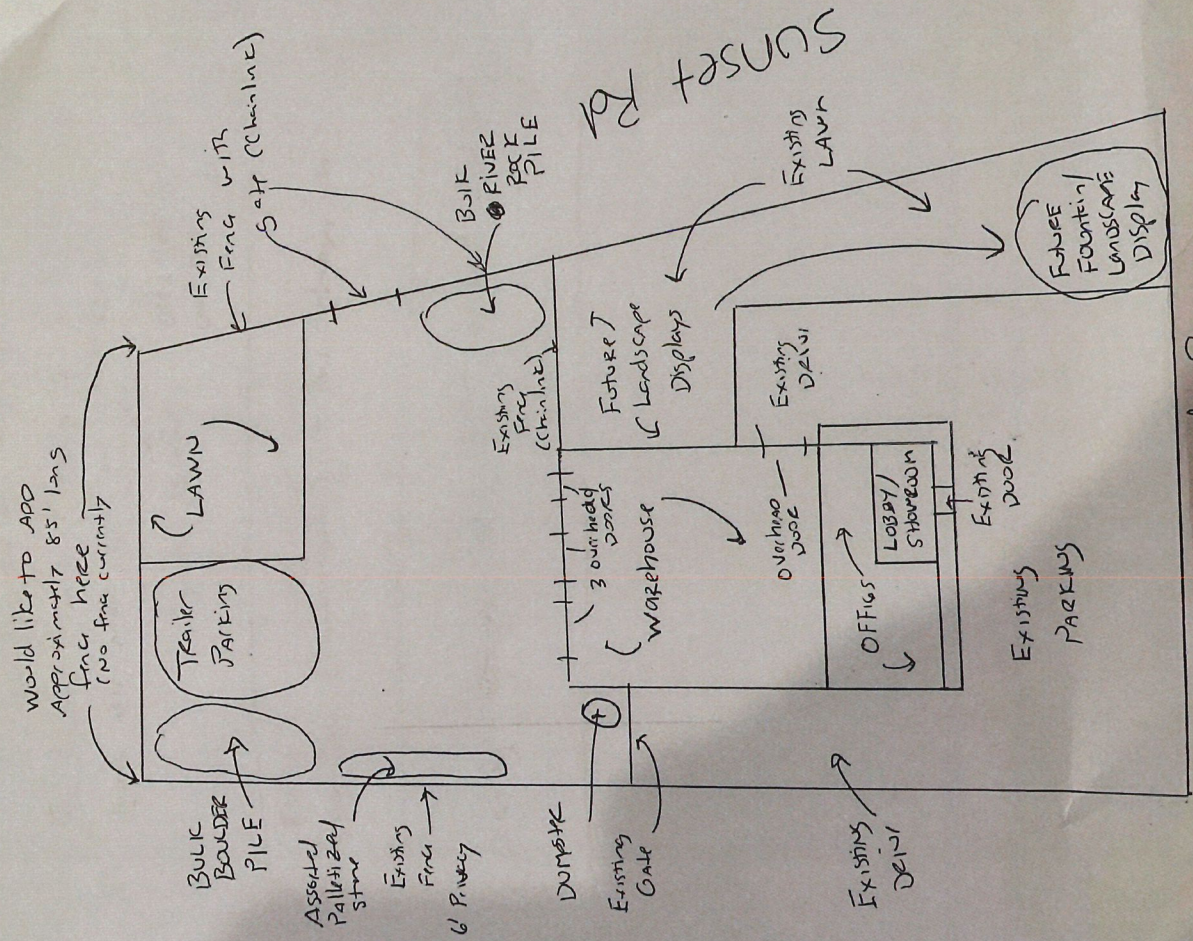 Would like to ADD
Approximately 85' long
fence here
(no fence currently)
Existing
Fence with
Gate (Chainlink)
LAWN
Trailer
PARKING
BULK
BOULDER
PILE
Assorted
Palletized
stone
Existing
Fence
6' Privacy
BULK
RIVER
ROCK
PILE
Sunset Rd
Existing
Fence
(Chainlink)
Future
Landscape
Displays
EXISTING
LAWN
FUTURE
FOUNTAIN/
LANDSCAPE
DISPLAY
3 overhead
DOORS
WAREHOUSE
DUMPSTER
Existing
GATE
OVERHEAD
DOOR
EXISTING
DRIVE
OFFICES
LOBBY/
SHOWROOM
EXISTING
DOOR
EXISTING
PARKING
EXISTING
DRIVE